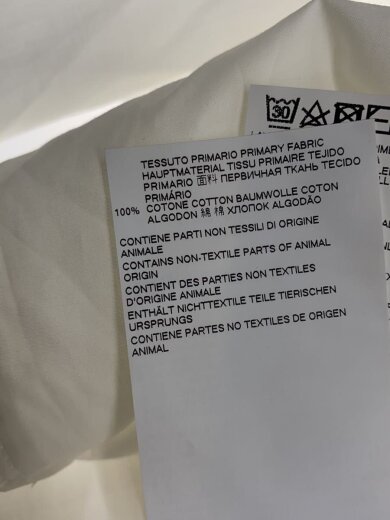 30
TESSUTO PRIMARIO PRIMARY FABRIC
HAUPTMATERIAL TISSU PRIMAIRE TEJIDO
PRIMARIO 面料 ПЕРВИЧНАЯ ТКАНЬ TECIDO
PRIMÁRIO
100% COTONE COTTON BAUMWOLLE COTON
ALGODON 綿 棉 ХЛОПОК ALGODÃO
CONTIENE PARTI NON TESSILI DI ORIGINE
ANIMALE
CONTAINS NON-TEXTILE PARTS OF ANIMAL
ORIGIN
CONTIENT DES PARTIES NON TEXTILES
D'ORIGINE ANIMALE
ENTHÄLT NICHTTEXTILE TEILE TIERISCHEN
URSPRUNGS
CONTIENE PARTES NO TEXTILES DE ORIGEN
ANIMAL